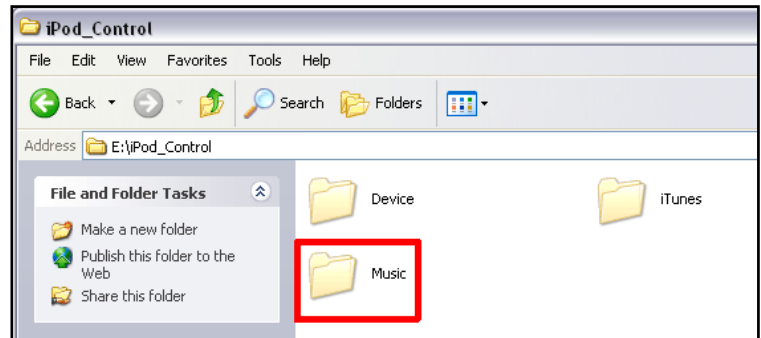 iPod_Control
File Edit View Favorites Tools Help
Back Search Folders
Address E:\iPod_Control
File and Folder Tasks
Make a new folder
Publish this folder to the
Web
Share this folder
Device
iTunes
Music